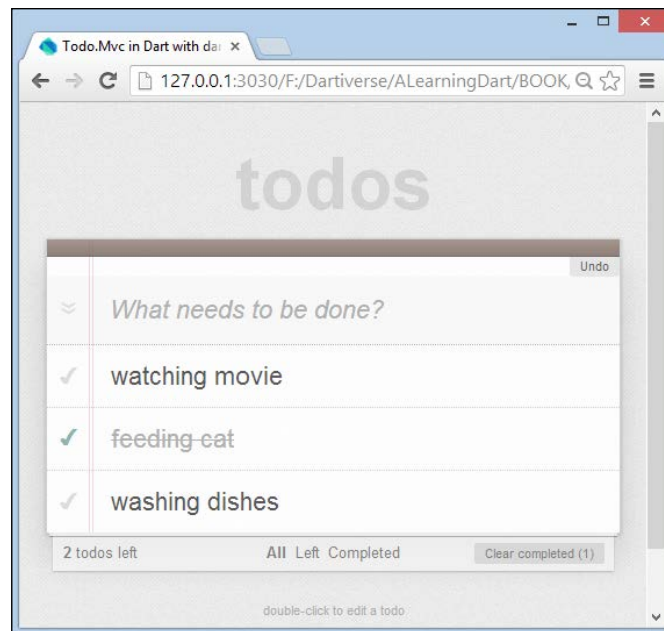 Todo.Mvc in Dart with da
127.0.0.1:3030/F:/Dartiverse/ALearningDart/BOOK,
todos
Undo
What needs to be done?
watching movie
feeding cat
washing dishes
2 todos left All Left Completed Clear completed (1)
double-click to edit a todo